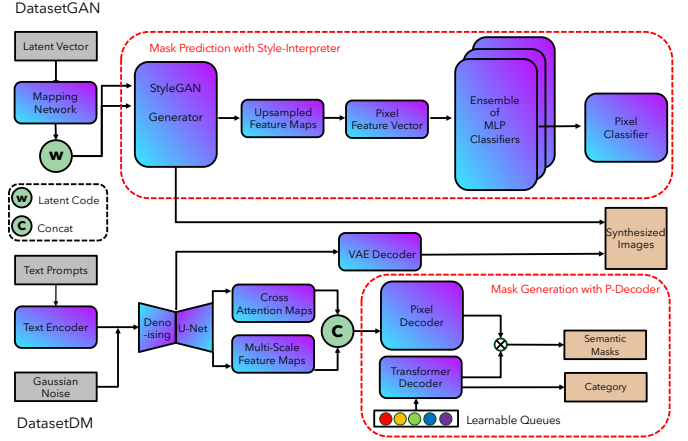 DatasetGAN
Latent Vector
Mapping
Network
w
Mask Prediction with Style-Interpreter
StyleGAN
Generator
Upsampled
Feature Maps
Pixel
Feature Vector
Ensemble
of
MLP
Classifiers
Pixel
Classifier
w Latent Code
C Concat
Synthesized
Images
VAE Decoder
Text Prompts
Text Encoder
Gaussian
Noise
Deno
-ising
U-Net
Cross
Attention Maps
Multi-Scale
Feature Maps
C
Mask Generation with P-Decoder
Pixel
Decoder
Transformer
Decoder
Semantic
Masks
Category
Learnable Queues
DatasetDM